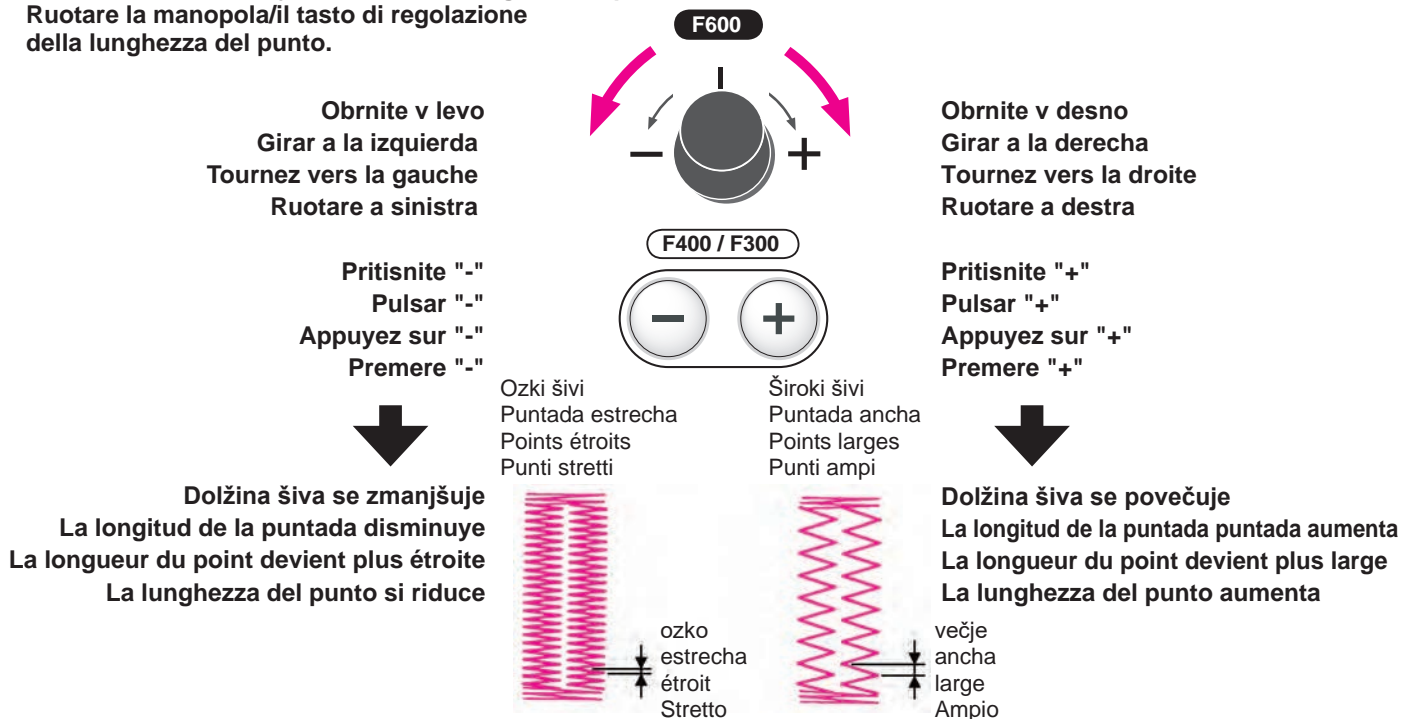 Ruotare la manopola/il tasto di regolazione
della lunghezza del punto.
F600
Obrnite v levo
Girar a la izquierda
Tournez vers la gauche
Ruotare a sinistra
Obrnite v desno
Girar a la derecha
Tournez vers la droite
Ruotare a destra
F400 / F300
Pritisnite "-"
Pulsar "-"
Appuyez sur "-"
Premere "-"
Pritisnite "+"
Pulsar "+"
Appuyez sur "+"
Premere "+"
Ozki šivi
Puntada estrecha
Points étroits
Punti stretti
Široki šivi
Puntada ancha
Points larges
Punti ampi
Dolžina šiva se zmanjšuje
La longitud de la puntada disminuye
La longueur du point devient plus étroite
La lunghezza del punto si riduce
Dolžina šiva se povečuje
La longitud de la puntada puntada aumenta
La longueur du point devient plus large
La lunghezza del punto aumenta
ozko
estrecha
étroit
Stretto
večje
ancha
large
Ampio